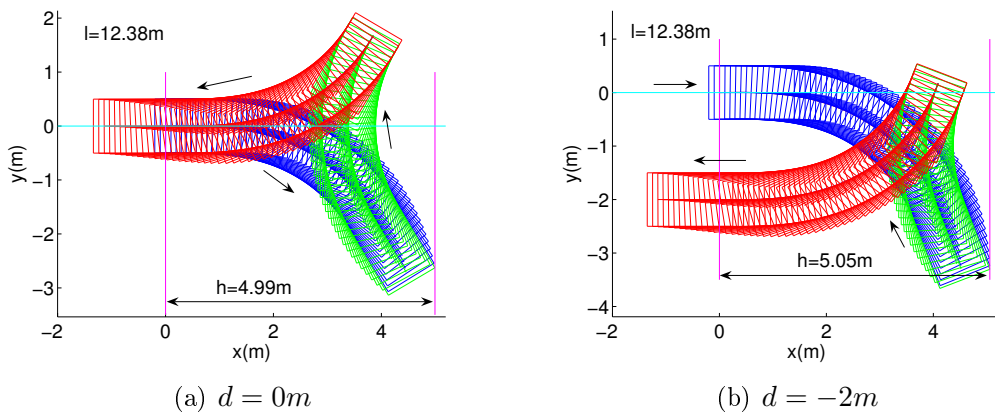 2
1
0
−1
−2
−3
y(m)
l=12.38m
h=4.99m
−2
0
2
4
x(m)
(a) d = 0m
1
0
−1
−2
−3
−4
y(m)
l=12.38m
h=5.05m
−2
0
2
4
x(m)
(b) d = −2m